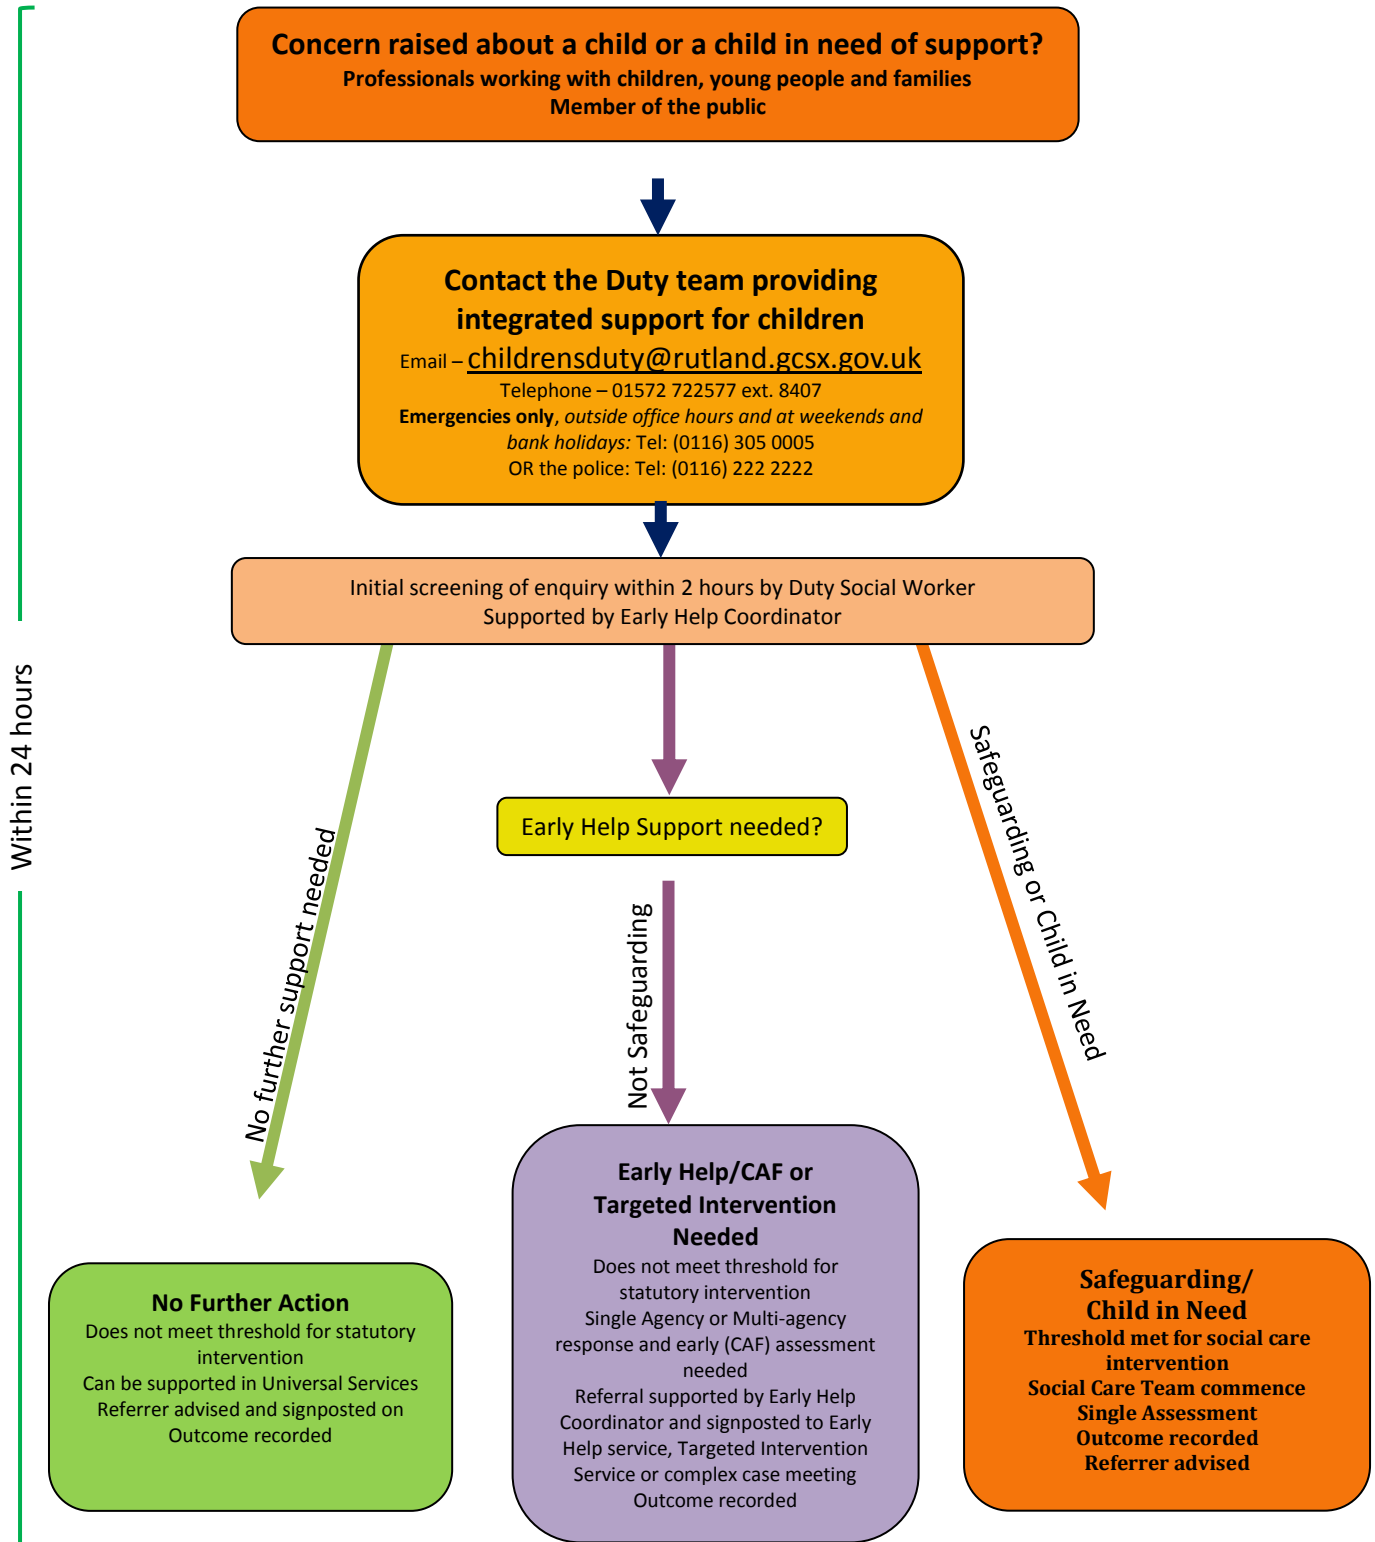 Concern raised about a child or a child in need of support?
Professionals working with children, young people and families
Member of the public
Contact the Duty team providing
integrated support for children
Email – childrensduty@rutland.gcsx.gov.uk
Telephone – 01572 722577 ext. 8407
Emergencies only, outside office hours and at weekends and
bank holidays: Tel: (0116) 305 0005
OR the police: Tel: (0116) 222 2222
Initial screening of enquiry within 2 hours by Duty Social Worker
Supported by Early Help Coordinator
Within 24 hours
Early Help Support needed?
No further support needed
Not Safeguarding
Safeguarding or Child in Need
No Further Action
Does not meet threshold for statutory
intervention
Can be supported in Universal Services
Referrer advised and signposted on
Outcome recorded
Early Help/CAF or
Targeted Intervention
Needed
Does not meet threshold for
statutory intervention
Single Agency or Multi-agency
response and early (CAF) assessment
needed
Referral supported by Early Help
Coordinator and signposted to Early
Help service, Targeted Intervention
Service or complex case meeting
Outcome recorded
Safeguarding/
Child in Need
Threshold met for social care
intervention
Social Care Team commence
Single Assessment
Outcome recorded
Referrer advised